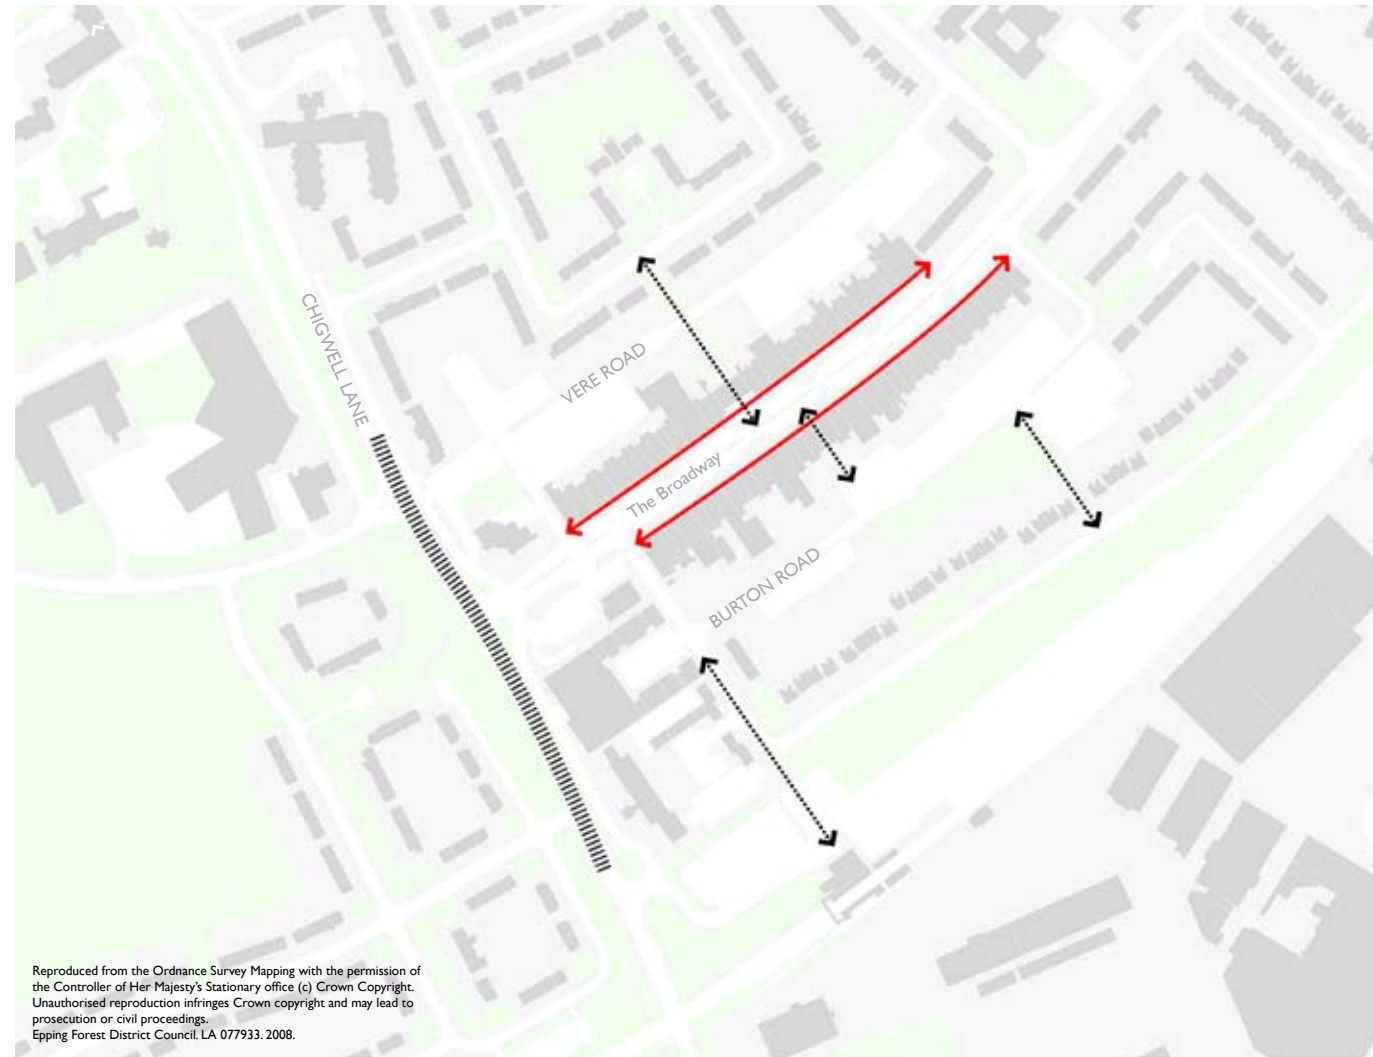 CHIGWELL LANE
VERE ROAD
The Broadway
BURTON ROAD
Reproduced from the Ordnance Survey Mapping with the permission of
the Controller of Her Majesty's Stationary office (c) Crown Copyright.
Unauthorised reproduction infringes Crown copyright and may lead to
prosecution or civil proceedings.
Epping Forest District Council. LA 077933. 2008.